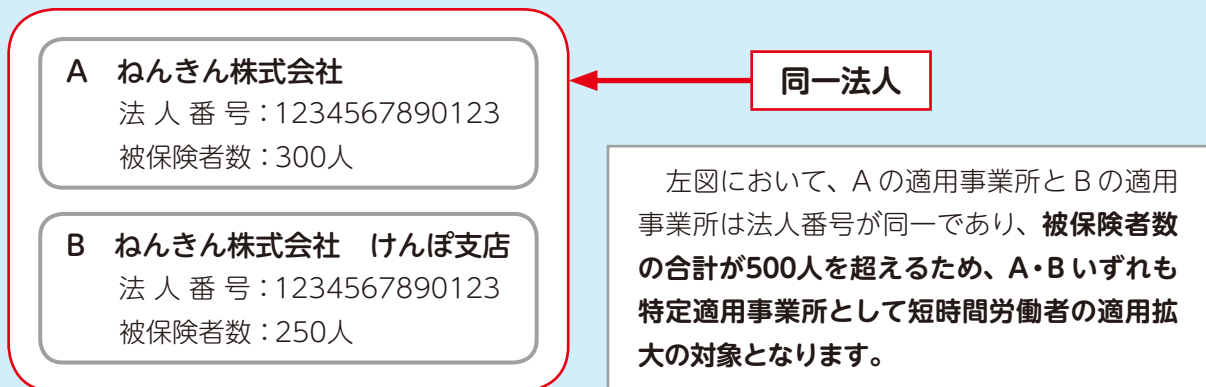 A　ねんきん株式会社
法 人 番 号：1234567890123
被保険者数：300人
B　ねんきん株式会社　けんぽ支店
法 人 番 号：1234567890123
被保険者数：250人
同一法人
　左図において、Aの適用事業所とBの適用
事業所は法人番号が同一であり、被保険者数
の合計が500人を超えるため、A・Bいずれも
特定適用事業所として短時間労働者の適用拡
大の対象となります。